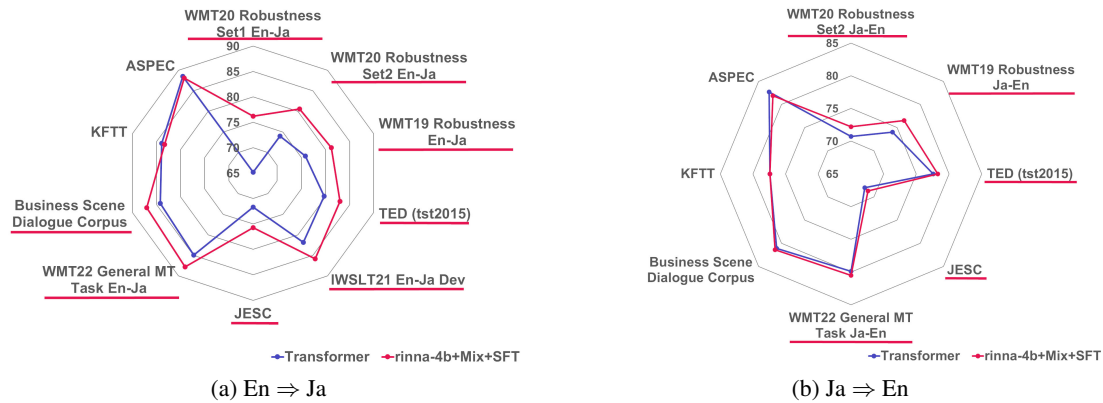 WMT20 Robustness
Set1 En-Ja
90
85
80
75
70
65
WMT20 Robustness
Set2 En-Ja
WMT19 Robustness
En-Ja
TED (tst2015)
IWSLT21 En-Ja Dev
JESC
WMT22 General MT
Task En-Ja
Business Scene
Dialogue Corpus
KFTT
ASPEC
Transformer
rinna-4b+Mix+SFT
(a) En ⇒ Ja
WMT20 Robustness
Set2 Ja-En
85
80
75
70
65
WMT19 Robustness
Ja-En
TED (tst2015)
JESC
WMT22 General MT
Task Ja-En
Business Scene
Dialogue Corpus
KFTT
ASPEC
Transformer
rinna-4b+Mix+SFT
(b) Ja ⇒ En